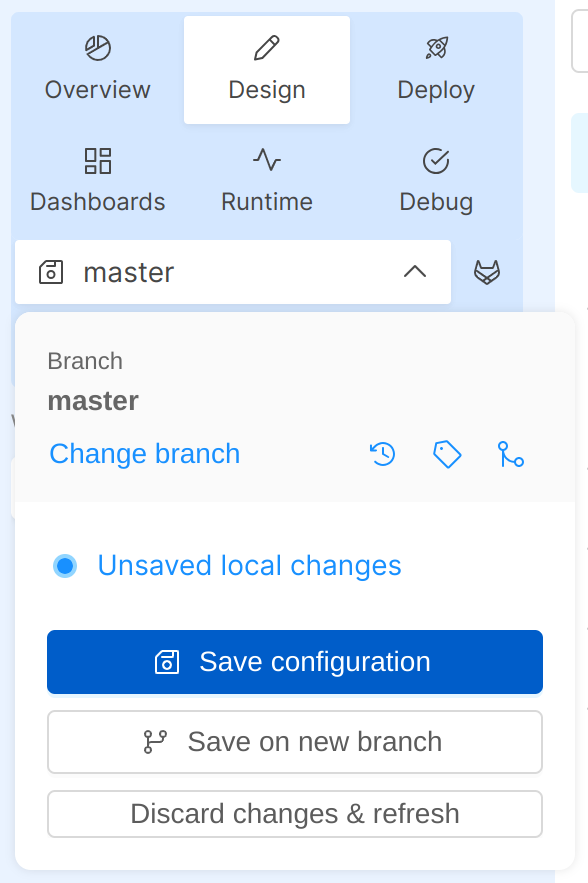 Overview
Design
Deploy
Dashboards
Runtime
Debug
master
Branch
master
Change branch
Unsaved local changes
Save configuration
Save on new branch
Discard changes & refresh